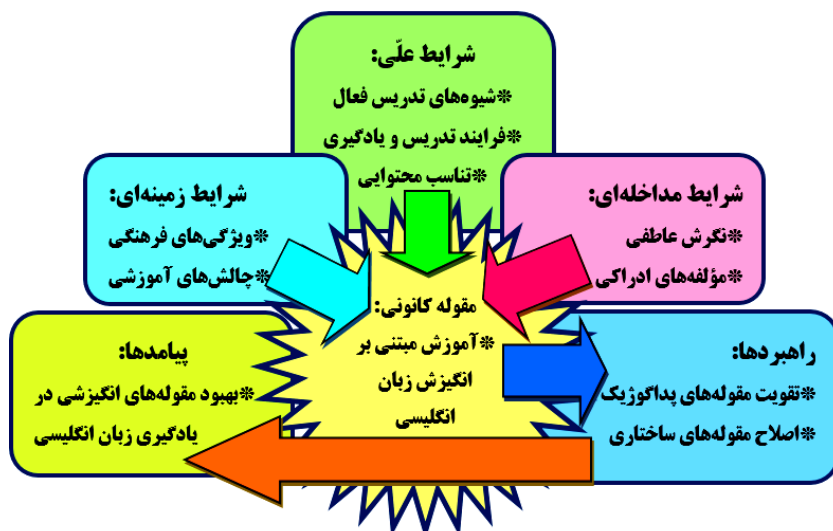 شرایط علّی:
*شیوه‌های تدریس فعال
*فرایند تدریس و یادگیری
*تناسب محتوایی
شرایط مداخله‌ای:
*نگرش عاطفی
*مؤلفه‌های ادراکی
شرایط زمینه‌ای:
*ویژگی‌های فرهنگی
*چالش‌های آموزشی
مقوله کانونی:
*آموزش مبتنی بر
انگیزش زبان
انگلیسی
راهبردها:
*تقویت مقوله‌های پداگوژیک
*اصلاح مقوله‌های ساختاری
پیامدها:
*بهبود مقوله‌های انگیزشی در
یادگیری زبان انگلیسی